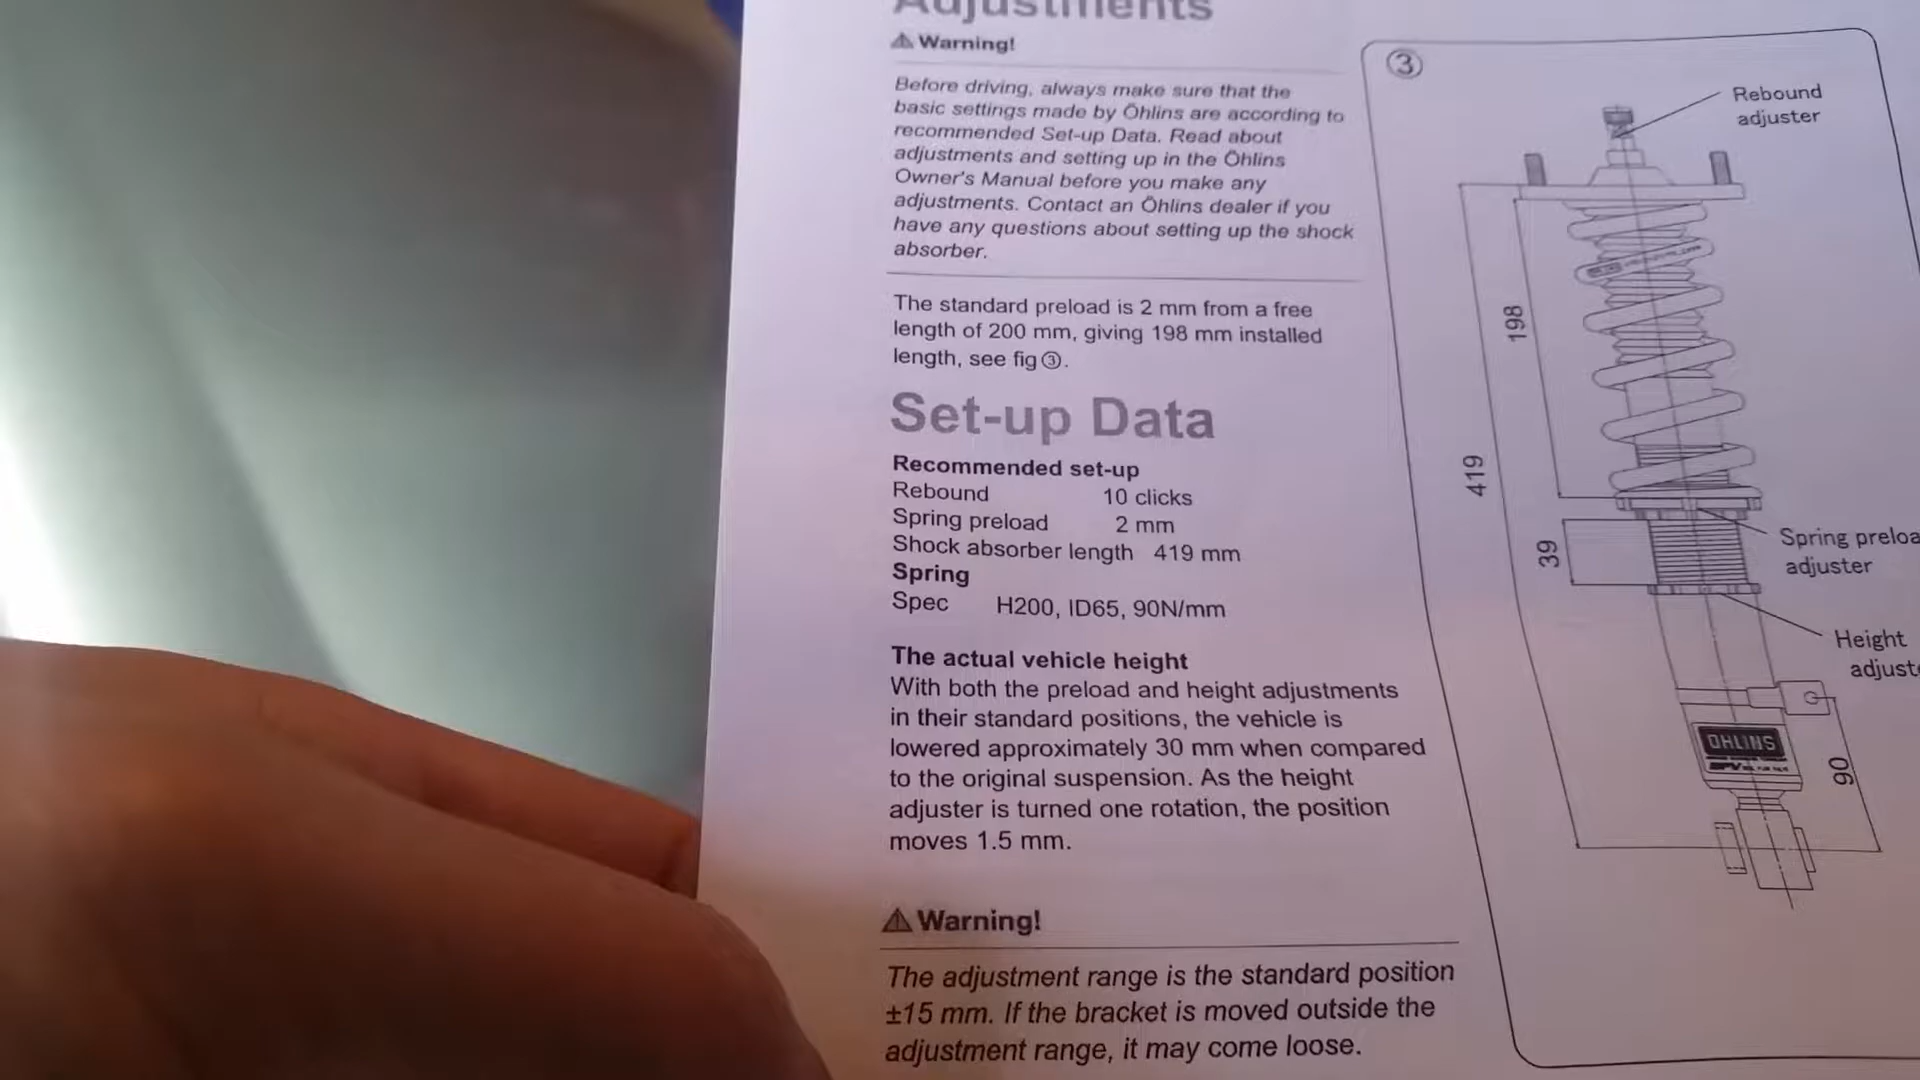 Adjustments
Warning!
Before driving, always make sure that the
basic settings made by Öhlins are according to
recommended Set-up Data. Read about
adjustments and setting up in the Öhlins
Owner's Manual before you make any
adjustments. Contact an Öhlins dealer if you
have any questions about setting up the shock
absorber.
The standard preload is 2 mm from a free
length of 200 mm, giving 198 mm installed
length, see fig ③.
Set-up Data
Recommended set-up
Rebound 10 clicks
Spring preload 2 mm
Shock absorber length 419 mm
Spring
Spec H200, ID65, 90N/mm
The actual vehicle height
With both the preload and height adjustments
in their standard positions, the vehicle is
lowered approximately 30 mm when compared
to the original suspension. As the height
adjuster is turned one rotation, the position
moves 1.5 mm.
Warning!
The adjustment range is the standard position
±15 mm. If the bracket is moved outside the
adjustment range, it may come loose.
③
Rebound
adjuster
198
419
39
Spring preloa
adjuster
Height
adjuste
OHLINS
90